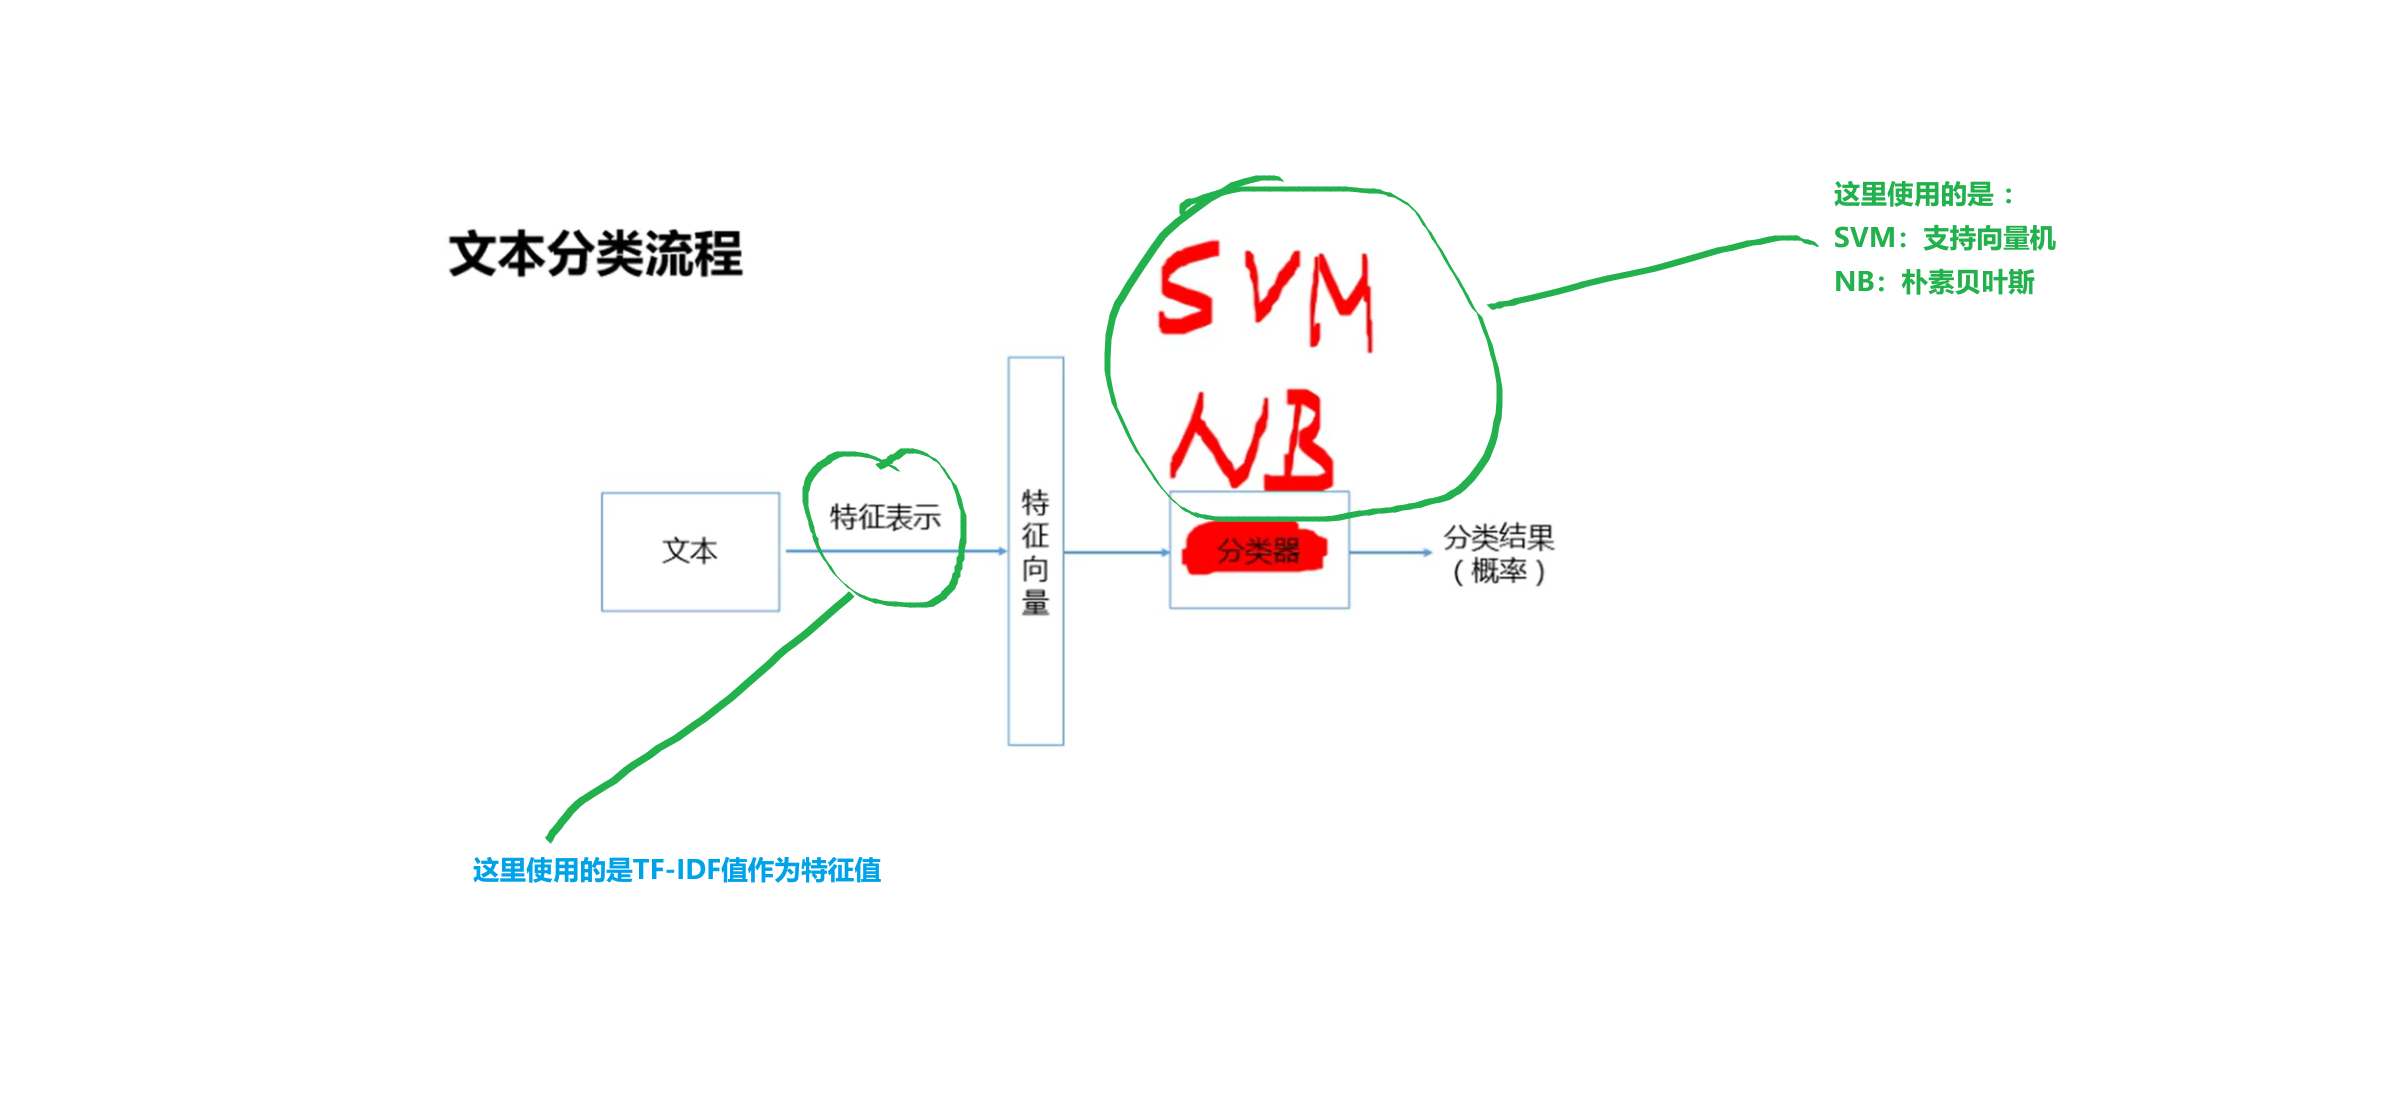 文本分类流程
这里使用的是：
SVM：支持向量机
NB：朴素贝叶斯
SVM
NB
文本
特征表示
特征向量
分类器
分类结果
（概率）
这里使用的是TF-IDF值作为特征值